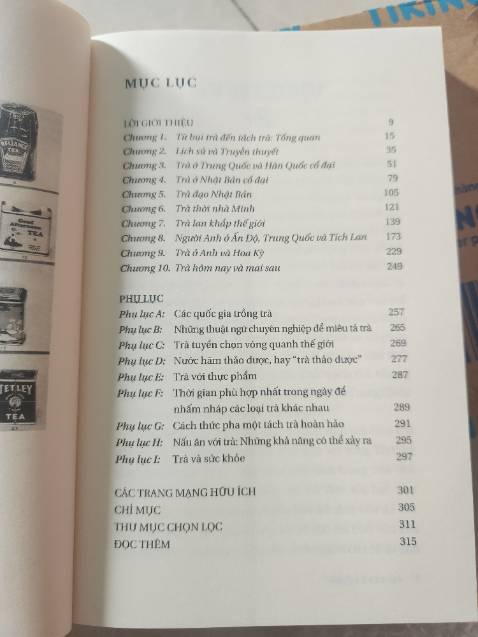 TIKI
MỤC LỤC
LỜI GIỚI THIỆU 9
Chương 1. Từ bụi trà đến tách trà: Tổng quan 15
Chương 2. Lịch sử và Truyền thuyết 35
Chương 3. Trà ở Trung Quốc và Hàn Quốc cổ đại 51
Chương 4. Trà ở Nhật Bản cổ đại 79
Chương 5. Trà đạo Nhật Bản 105
Chương 6. Trà thời nhà Minh 121
Chương 7. Trà lan khắp thế giới 139
Chương 8. Người Anh ở Ấn Độ, Trung Quốc và Tích Lan 173
Chương 9. Trà ở Anh và Hoa Kỳ 229
Chương 10. Trà hôm nay và mai sau 249
PHỤ LỤC
Phụ lục A: Các quốc gia trồng trà 257
Phụ lục B: Những thuật ngữ chuyên nghiệp để miêu tả trà 265
Phụ lục C: Trà tuyển chọn vòng quanh thế giới 269
Phụ lục D: Nước hãm thảo dược, hay "trà thảo dược" 277
Phụ lục E: Trà với thực phẩm 287
Phụ lục F: Thời gian phù hợp nhất trong ngày để
nhấm nháp các loại trà khác nhau 289
Phụ lục G: Cách thức pha một tách trà hoàn hảo 291
Phụ lục H: Nấu ăn với trà: Những khả năng có thể xảy ra 295
Phụ lục I: Trà và sức khỏe 297
CÁC TRANG MẠNG HỮU ÍCH 301
CHỈ MỤC 305
THƯ MỤC CHỌN LỌC 311
ĐỌC THÊM 315
RELIANCE
TEA
Good
Afternoon
TEA
TETLEY
TEA